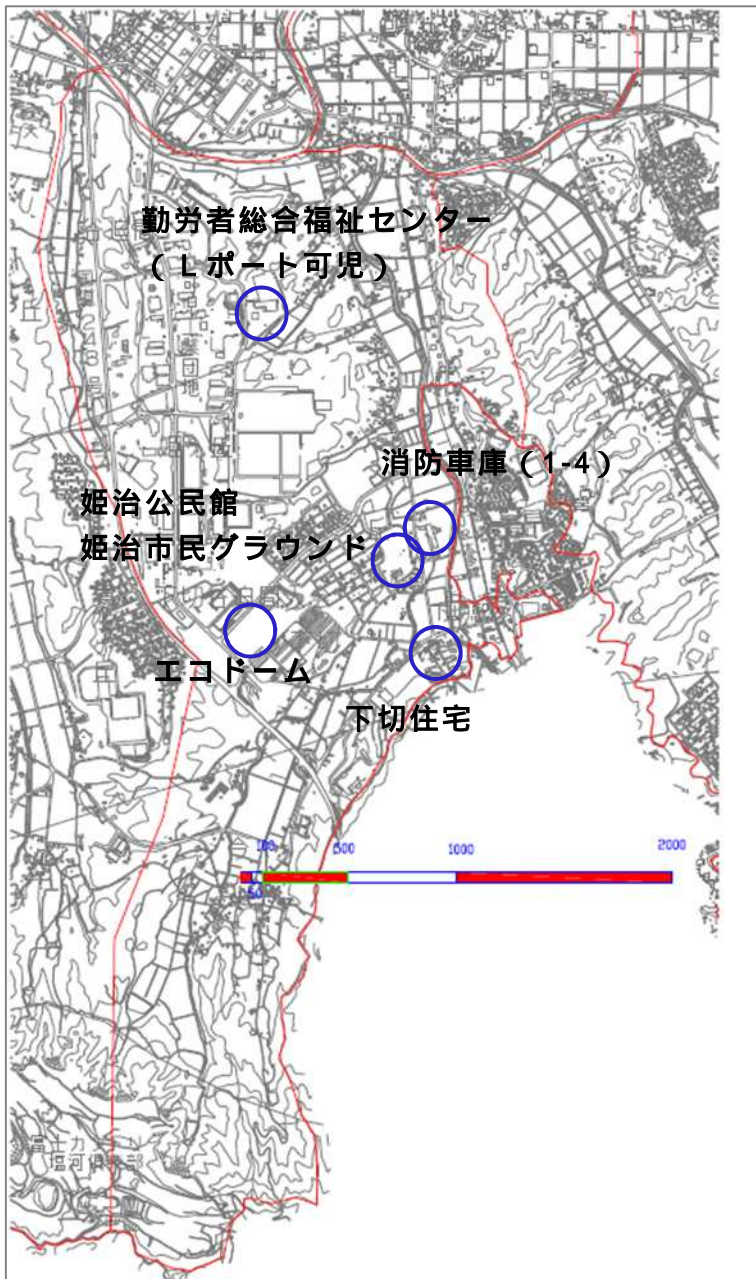 勤労者総合福祉センター
（Ｌポート可児）
消防車庫（1-4）
姫治公民館
姫治市民グラウンド
エコドーム
下切住宅
100
500
1000
2000
50